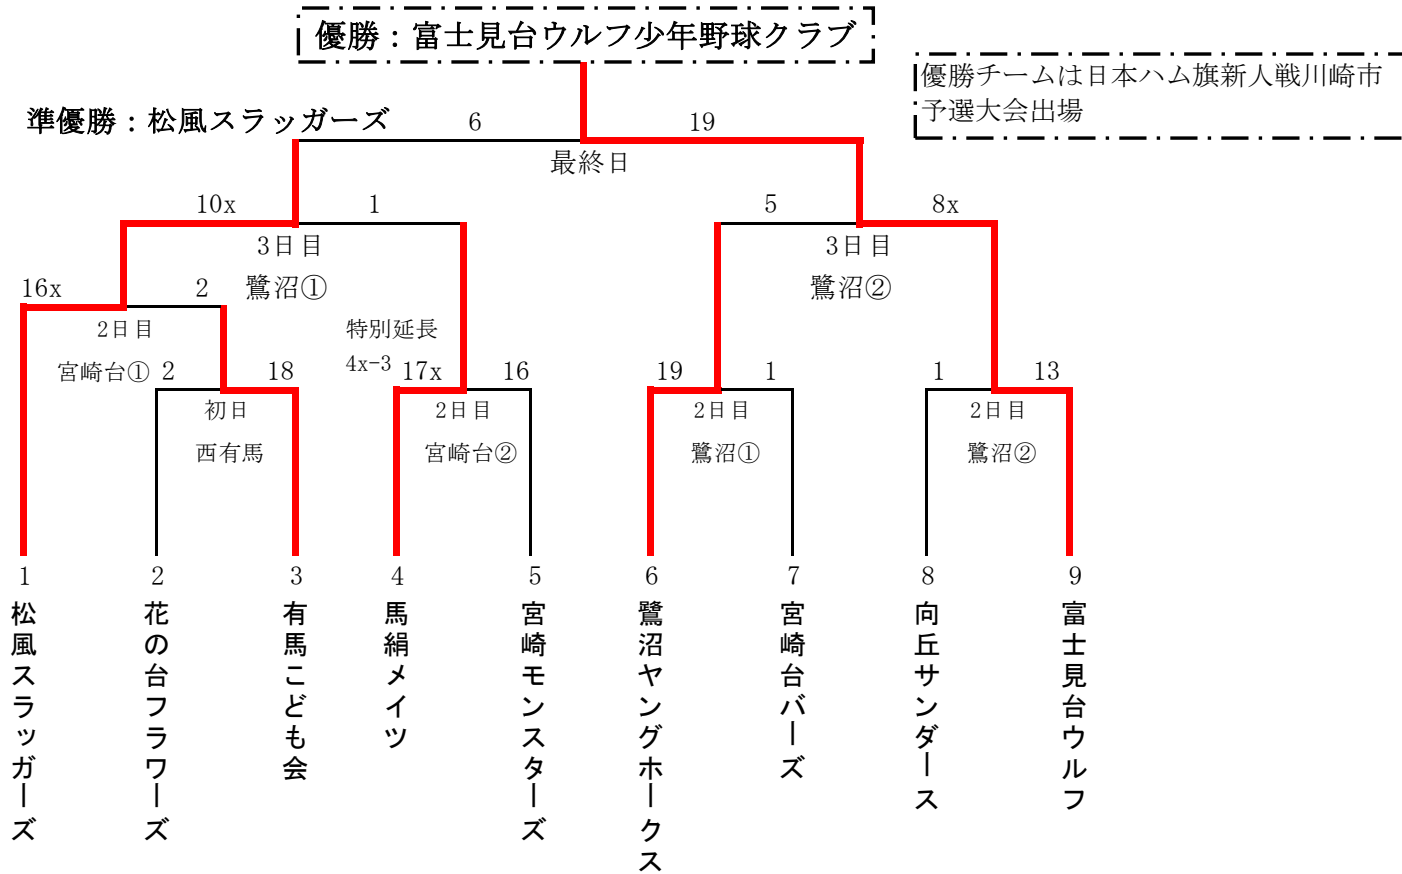 優勝：富士見台ウルフ少年野球クラブ
優勝チームは日本ハム旗新人戦川崎市
予選大会出場
準優勝：松風スラッガーズ
6
19
最終日
10x
1
5
8x
3日目
3日目
鷺沼①
鷺沼②
16x
2
2日目
特別延長
4x-3
宮崎台①
2
18
17x
16
19
1
1
13
初日
2日目
2日目
2日目
西有馬
宮崎台②
鷺沼①
鷺沼②
1
2
3
4
5
6
7
8
9
松風スラッガーズ
花の台フラワーズ
有馬こども会
馬絹メイツ
宮崎モンスターズ
鷺沼ヤングホークス
宮崎台バーズ
向丘サンダース
富士見台ウルフ